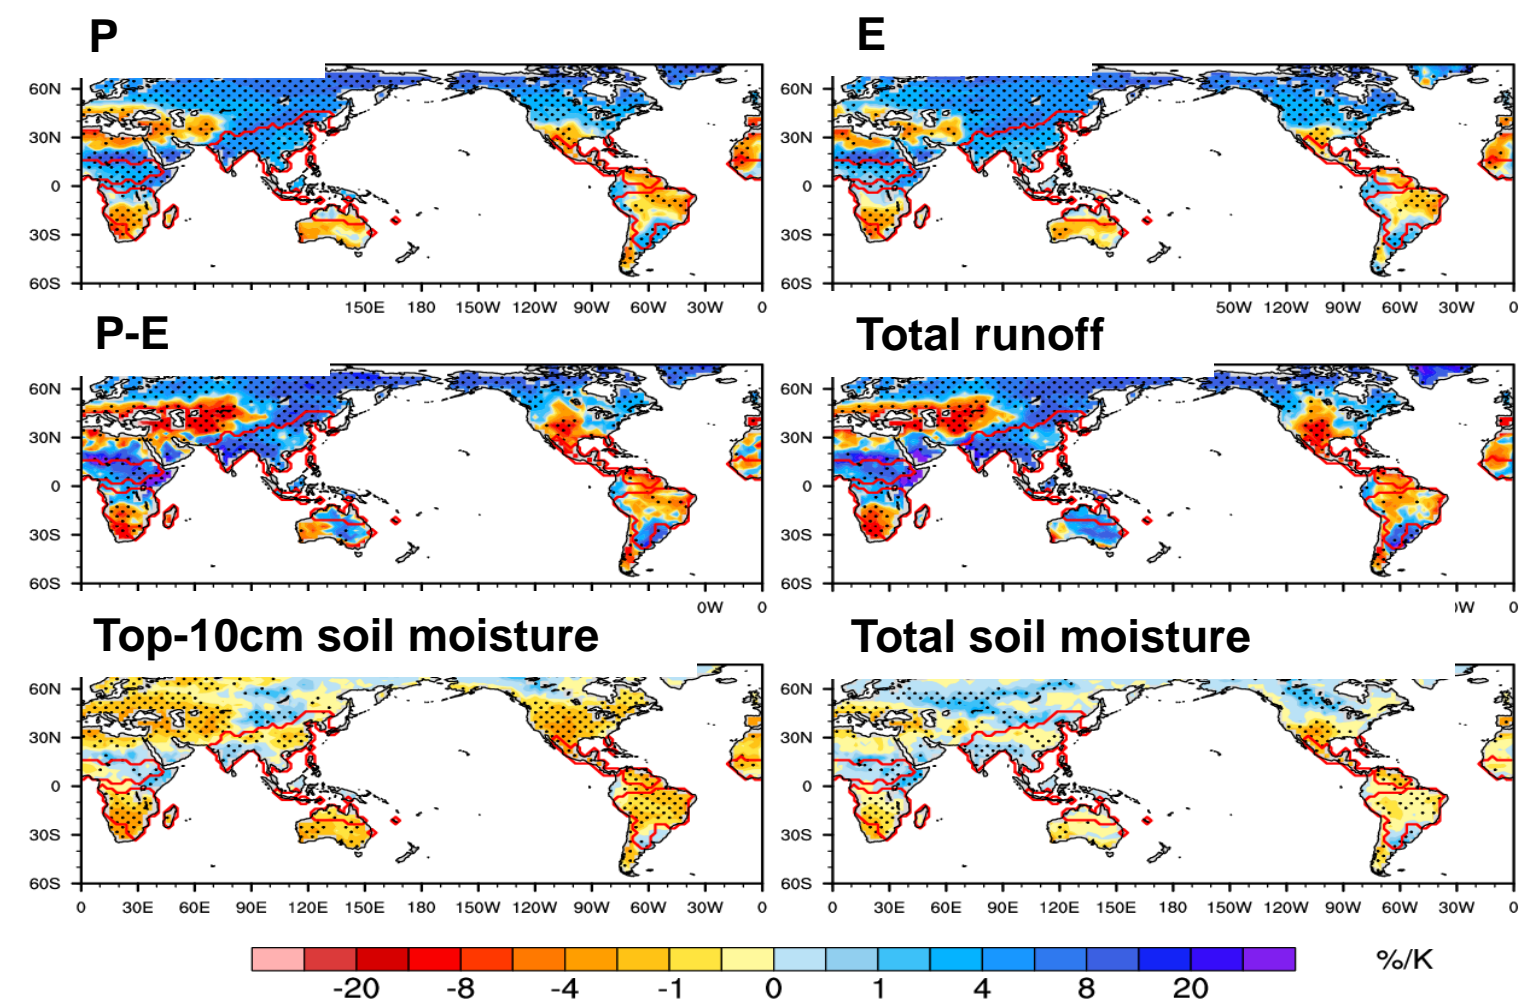 P
E
60N
30N
0
30S
60S
60N
30N
0
30S
60S
150E 180 150W 120W 90W 60W 30W 0
50W 120W 90W 60W 30W 0
P-E
Total runoff
60N
30N
0
30S
60S
60N
30N
0
30S
60S
0W 0
0W 0
Top-10cm soil moisture
Total soil moisture
60N
30N
0
30S
60S
60N
30N
0
30S
60S
0 30E 60E 90E 120E 150E 180 150W 120W 90W 60W 30W 0
0 30E 60E 90E 120E 150E 180 150W 120W 90W 60W 30W 0
-20 -8 -4 -1 0 1 4 8 20
%/K